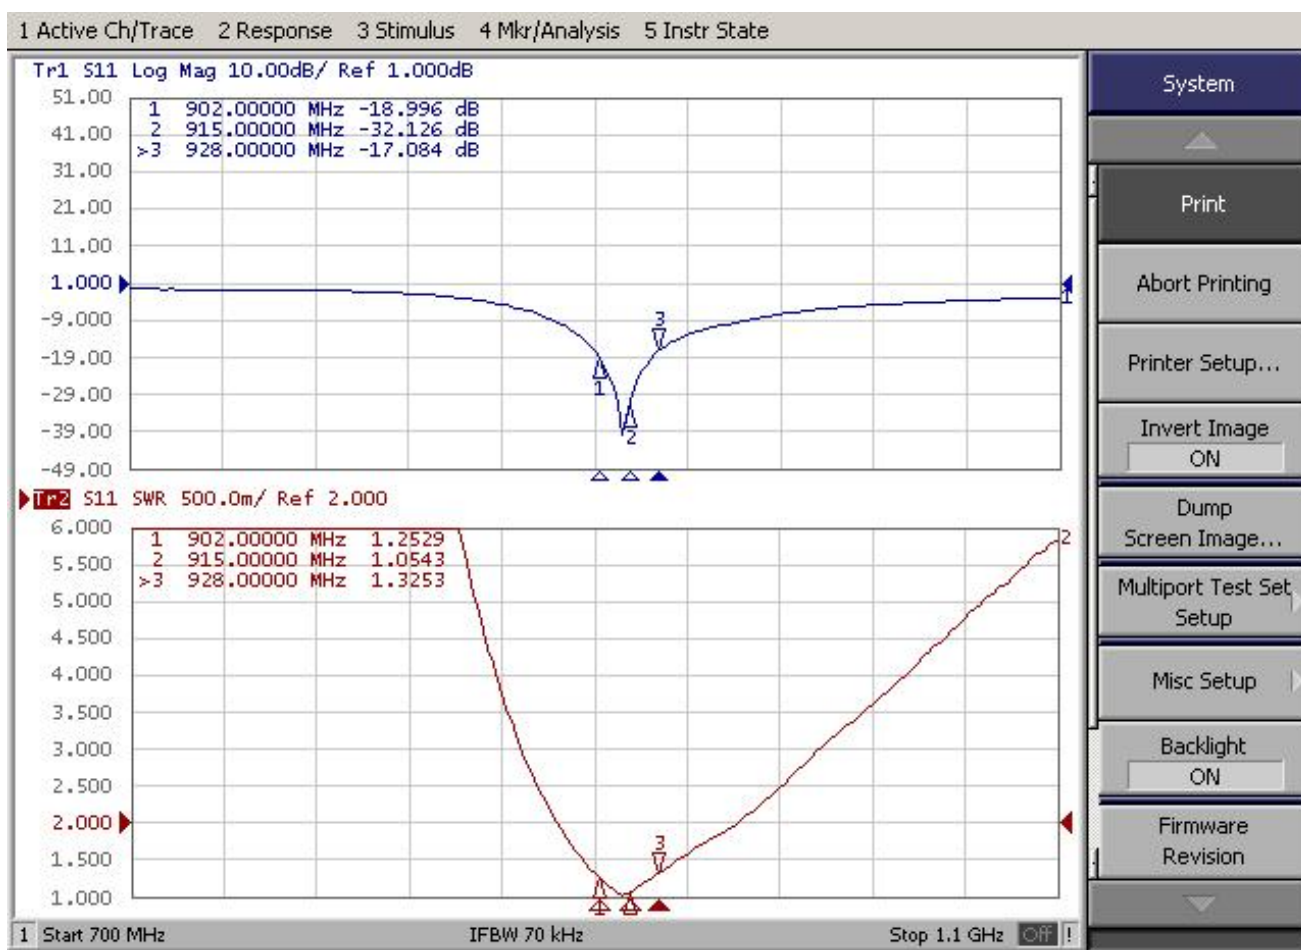 1 Active Ch/Trace 2 Response 3 Stimulus 4 Mkr/Analysis 5 Instr State
Tr1 S11 Log Mag 10.00dB/ Ref 1.000dB
51.00
41.00
31.00
21.00
11.00
1.000
-9.000
-19.00
-29.00
-39.00
-49.00
1 902.00000 MHz -18.996 dB
2 915.00000 MHz -32.126 dB
>3 928.00000 MHz -17.084 dB
1
2
3
1
Tr2 S11 SWR 500.0m/ Ref 2.000
6.000
5.500
5.000
4.500
4.000
3.500
3.000
2.500
2.000
1.500
1.000
1 902.00000 MHz 1.2529
2 915.00000 MHz 1.0543
>3 928.00000 MHz 1.3253
3
2
1 Start 700 MHz IFBW 70 kHz Stop 1.1 GHz Off !
System
Print
Abort Printing
Printer Setup...
Invert Image
ON
Dump
Screen Image...
Multiport Test Set
Setup
Misc Setup
Backlight
ON
Firmware
Revision